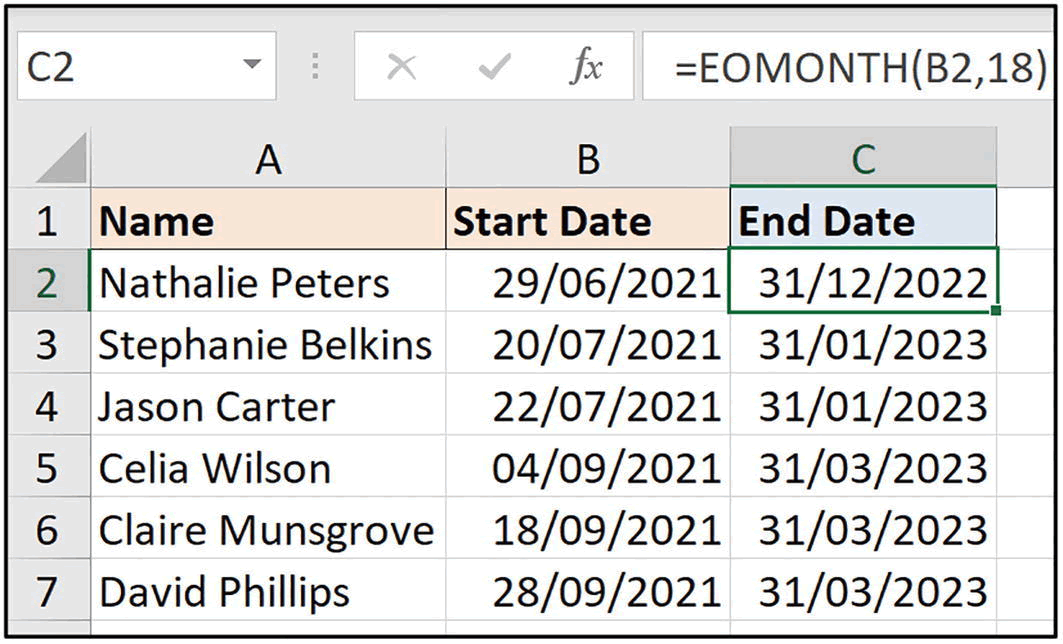 C2 fx =EOMONTH(B2,18)
A B C
1 Name Start Date End Date
2 Nathalie Peters 29/06/2021 31/12/2022
3 Stephanie Belkins 20/07/2021 31/01/2023
4 Jason Carter 22/07/2021 31/01/2023
5 Celia Wilson 04/09/2021 31/03/2023
6 Claire Munsgrove 18/09/2021 31/03/2023
7 David Phillips 28/09/2021 31/03/2023